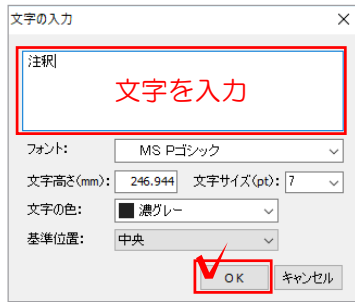 文字の入力
注釈
文字を入力
フォント: MS Pゴシック
文字高さ(mm): 246.944 文字サイズ(pt): 7
文字の色: 濃グレー
基準位置: 中央
OK キャンセル